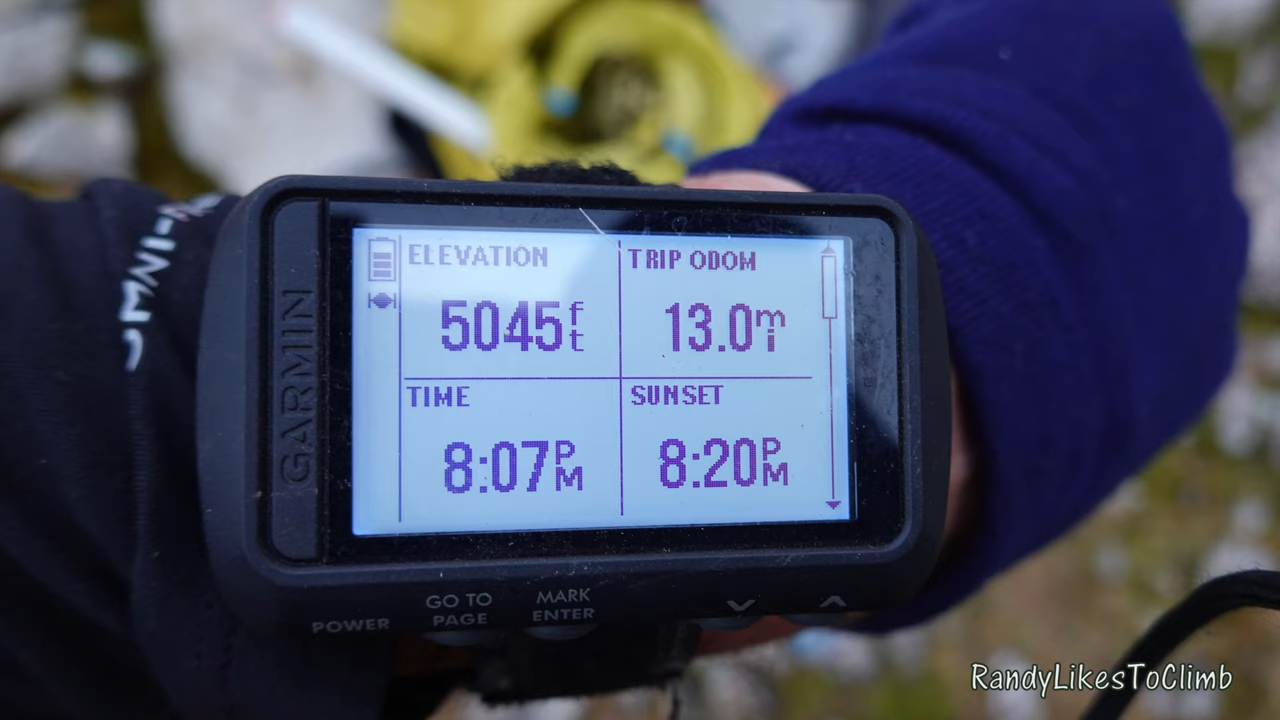 OMNI-
GARMIN
ELEVATION
5045ft
TRIP ODOM
13.0mi
TIME
8:07PM
SUNSET
8:20PM
POWER
GO TO
PAGE
MARK
ENTER
RandyLikesToClimb